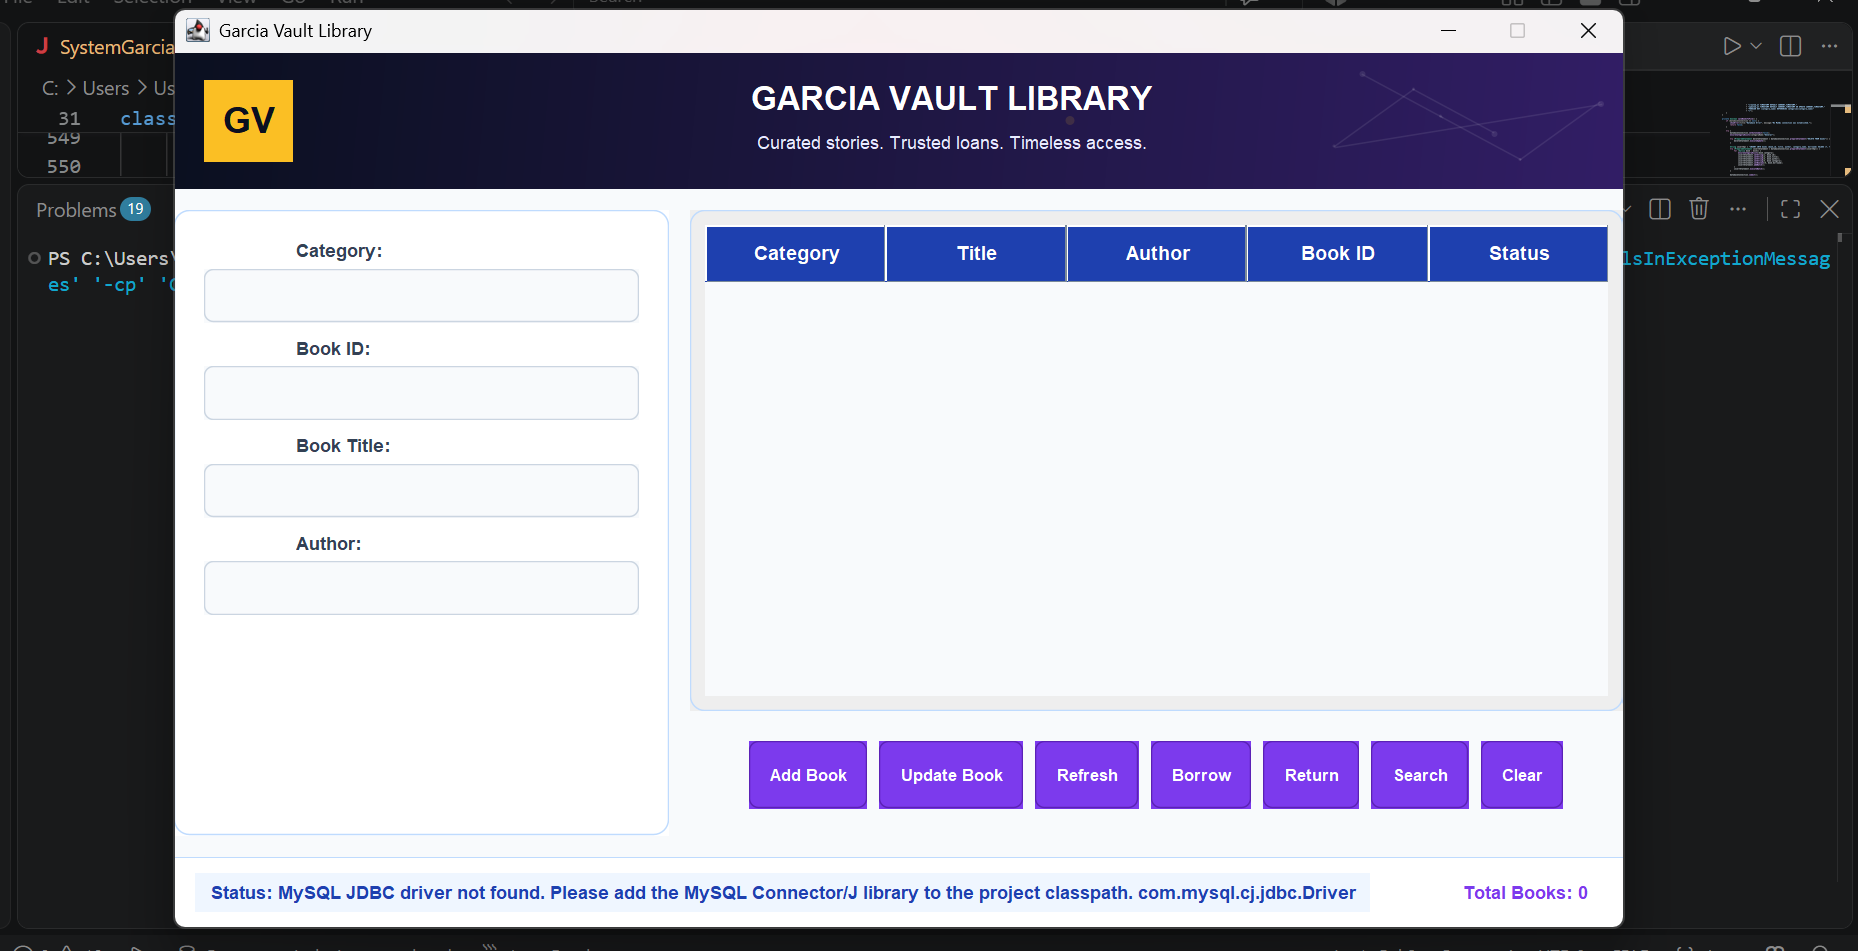 Garcia Vault Library
SystemGarcia
C: > Users > Us
31 class
549
550
Problems 19
PS C:\Users\
es' '-cp' 'C
lsInExceptionMessag
GV
GARCIA VAULT LIBRARY
Curated stories. Trusted loans. Timeless access.
Category:
Book ID:
Book Title:
Author:
Category Title Author Book ID Status
Add Book Update Book Refresh Borrow Return Search Clear
Status: MySQL JDBC driver not found. Please add the MySQL Connector/J library to the project classpath. com.mysql.cj.jdbc.Driver
Total Books: 0